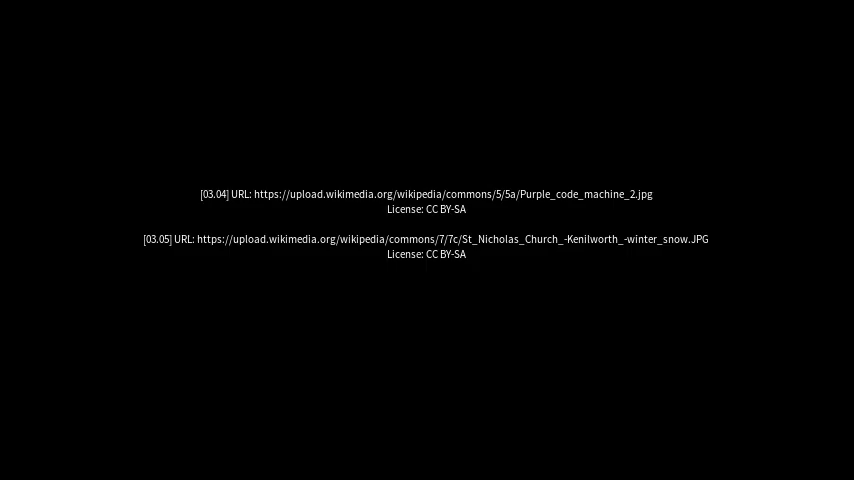 [03.04] URL: https://upload.wikimedia.org/wikipedia/commons/5/5a/Purple_code_machine_2.jpg
License: CC BY-SA
[03.05] URL: https://upload.wikimedia.org/wikipedia/commons/7/7c/St_Nicholas_Church_-Kenilworth_-winter_snow.JPG
License: CC BY-SA